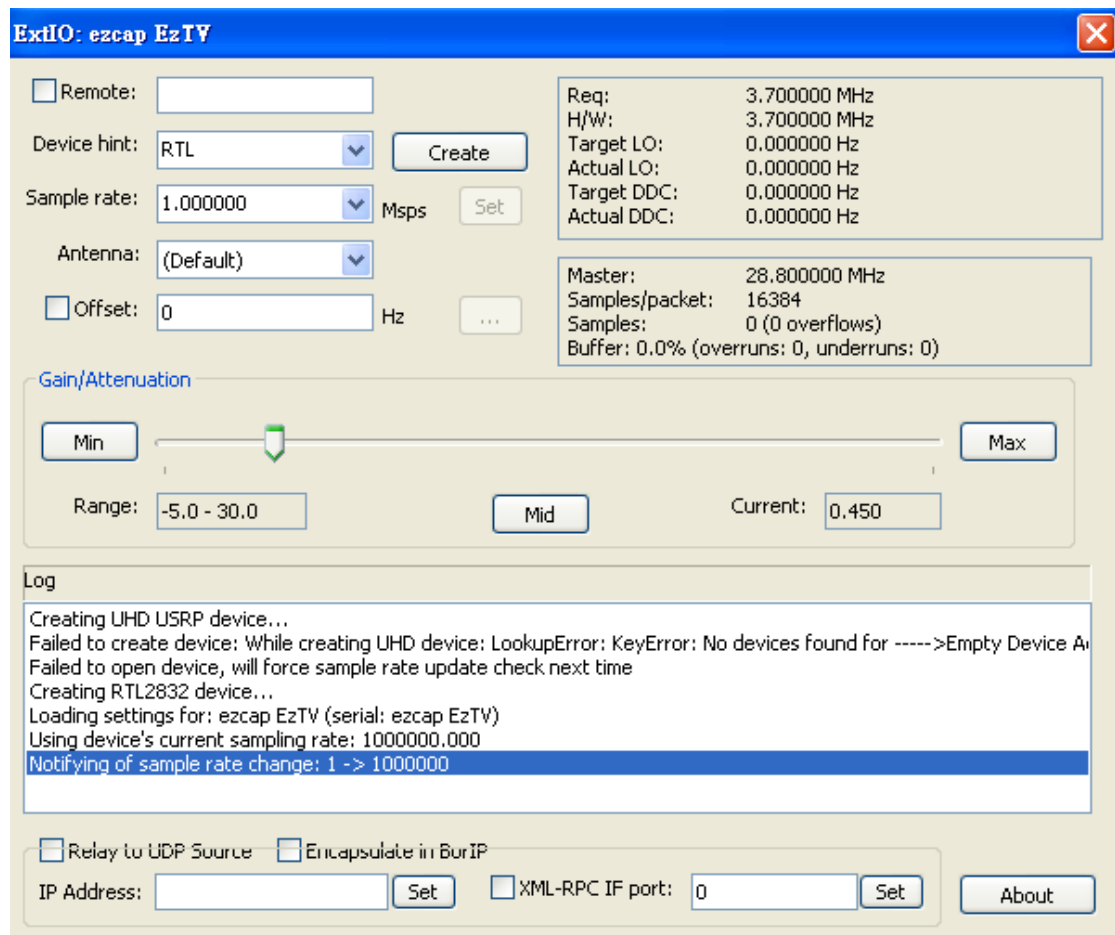 ExtIO: ezcap EzTV
Remote:
Device hint: RTL Create
Sample rate: 1.000000 Msps Set
Antenna: (Default)
Offset: 0 Hz ...
Req: 3.700000 MHz
H/W: 3.700000 MHz
Target LO: 0.000000 Hz
Actual LO: 0.000000 Hz
Target DDC: 0.000000 Hz
Actual DDC: 0.000000 Hz
Master: 28.800000 MHz
Samples/packet: 16384
Samples: 0 (0 overflows)
Buffer: 0.0% (overruns: 0, underruns: 0)
Gain/Attenuation
Min Max
Range: -5.0 - 30.0 Mid Current: 0.450
Log
Creating UHD USRP device...
Failed to create device: While creating UHD device: LookupError: KeyError: No devices found for ----->Empty Device
Failed to open device, will force sample rate update check next time
Creating RTL2832 device...
Loading settings for: ezcap EzTV (serial: ezcap EzTV)
Using device's current sampling rate: 1000000.000
Notifying of sample rate change: 1 -> 1000000
Relay to UDP Source Encapsulate in BorIP
IP Address: Set XML-RPC IF port: 0 Set About